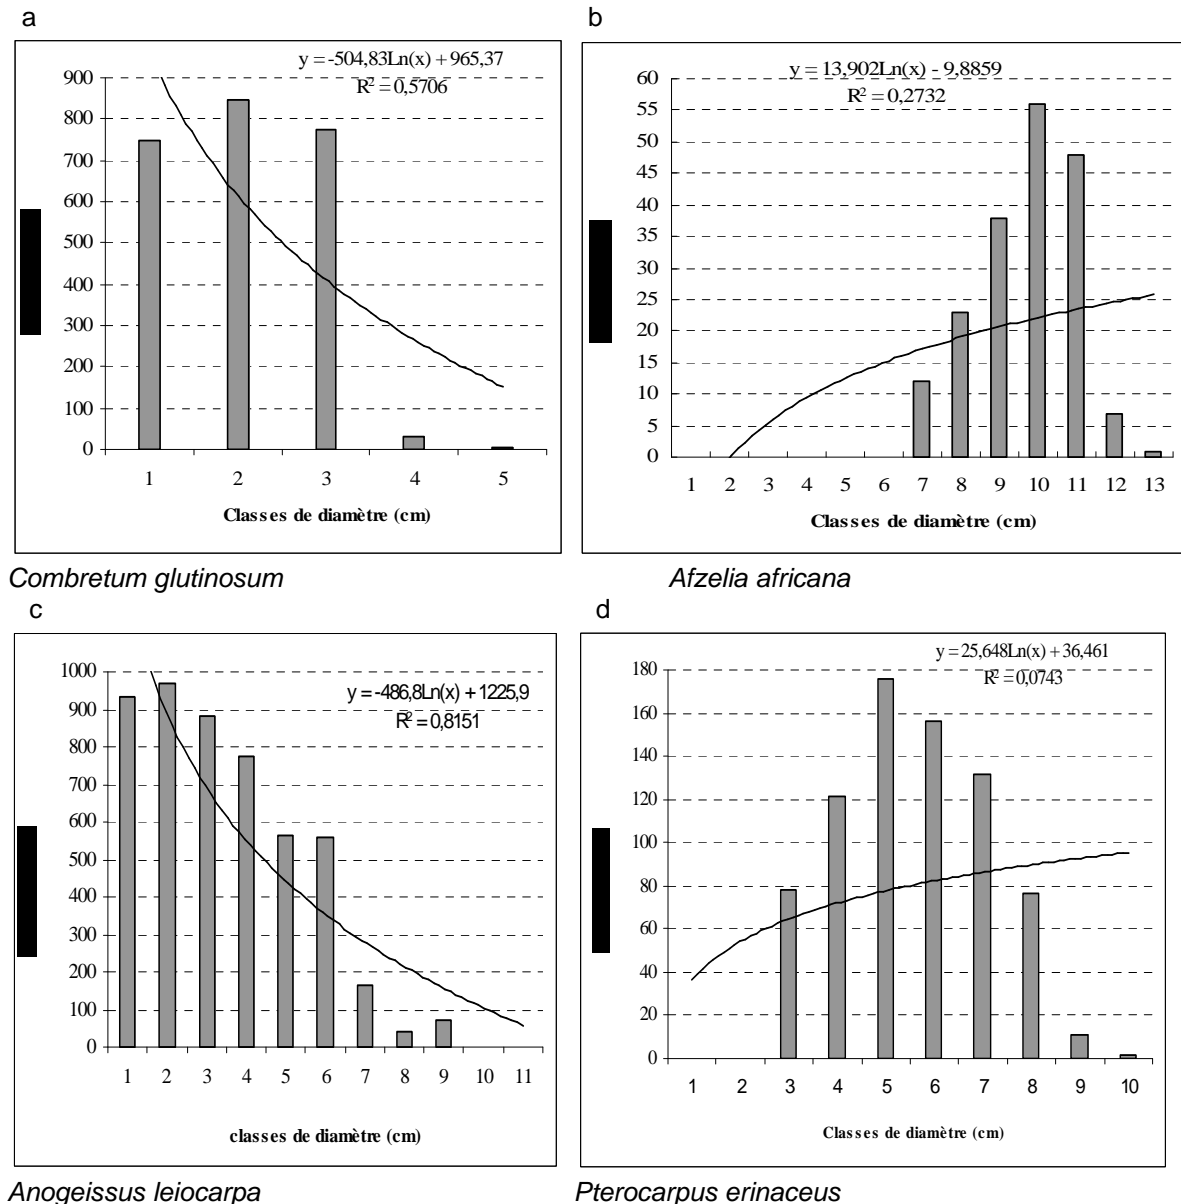 a
y = -504,83Ln(x) + 965,37
R² = 0,5706
900
800
700
600
500
400
300
200
100
0
1 2 3 4 5
Classes de diamètre (cm)
Combretum glutinosum
b
y = 13,902Ln(x) - 9,8859
R² = 0,2732
60
55
50
45
40
35
30
25
20
15
10
5
0
1 2 3 4 5 6 7 8 9 10 11 12 13
Classes de diamètre (cm)
Afzelia africana
c
y = -486,8Ln(x) + 1225,9
R² = 0,8151
1000
900
800
700
600
500
400
300
200
100
0
1 2 3 4 5 6 7 8 9 10 11
classes de diamètre (cm)
Anogeissus leiocarpa
d
y = 25,648Ln(x) + 36,461
R² = 0,0743
180
160
140
120
100
80
60
40
20
0
1 2 3 4 5 6 7 8 9 10
Classes de diamètre (cm)
Pterocarpus erinaceus